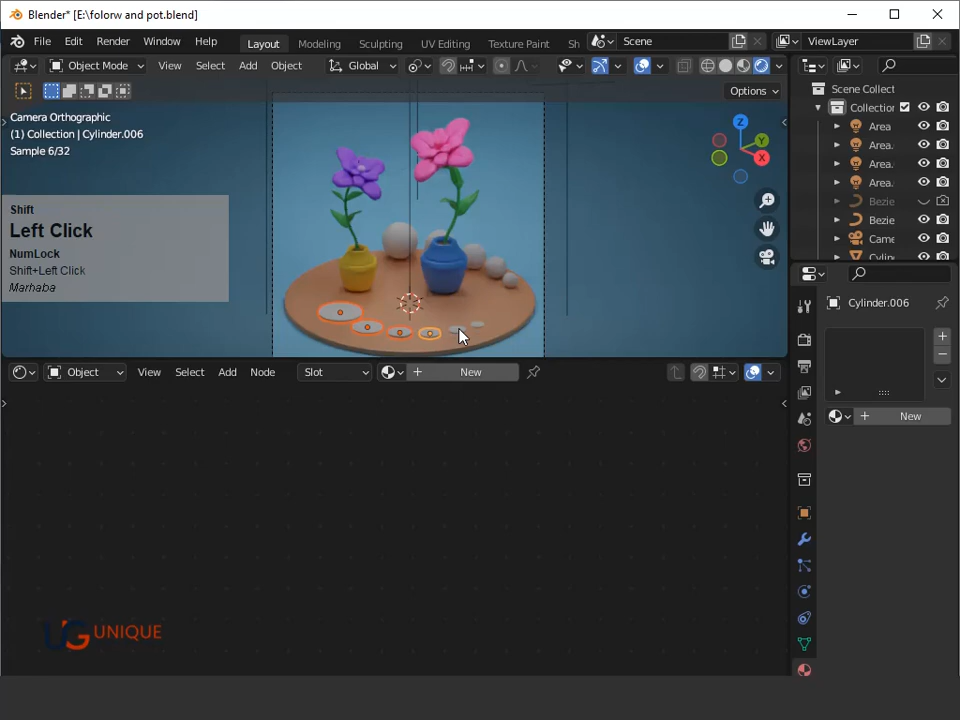 Blender* [E:\folorw and pot.blend]
File Edit Render Window Help Layout Modeling Sculpting UV Editing Texture Paint Sh Scene ViewLayer
Object Mode View Select Add Object Global
Options
Camera Orthographic
(1) Collection | Cylinder.006
Sample 6/32
Z
Y
X
Shift
Left Click
NumLock
Shift+Left Click
Marhaba
Scene Collect
Collection
Area
Area.
Area.
Area.
Bezie
Bezie
Came
Cylin
Object View Select Add Node Slot New
Cylinder.006
New
UG UNIQUE